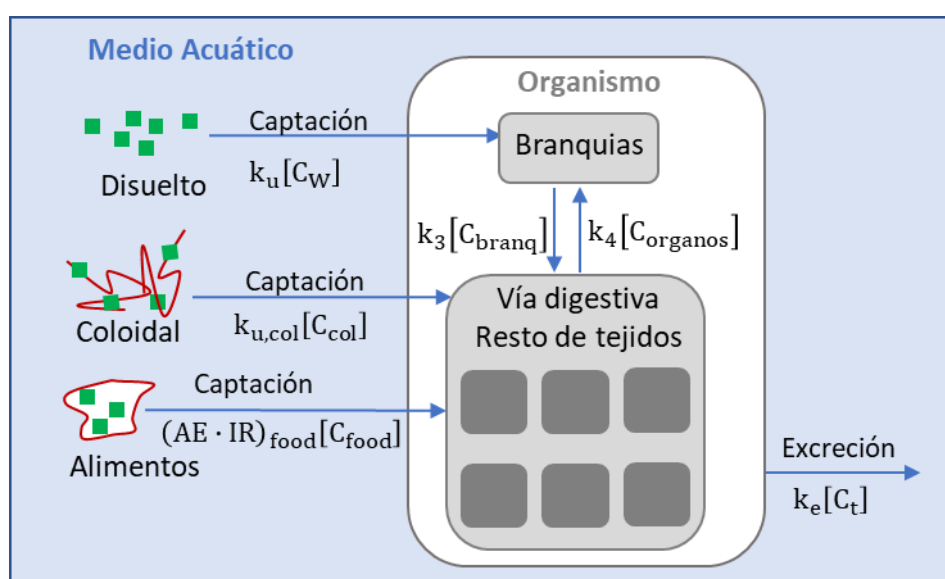 Medio Acuático
Organismo
Captación
Branquias
Disuelto
k_u[C_W]
k_3[C_branq]
k_4[C_organos]
Captación
Vía digestiva
Resto de tejidos
Coloidal
k_u,col[C_col]
Captación
(AE · IR)_food[C_food]
Alimentos
Excreción
k_e[C_t]